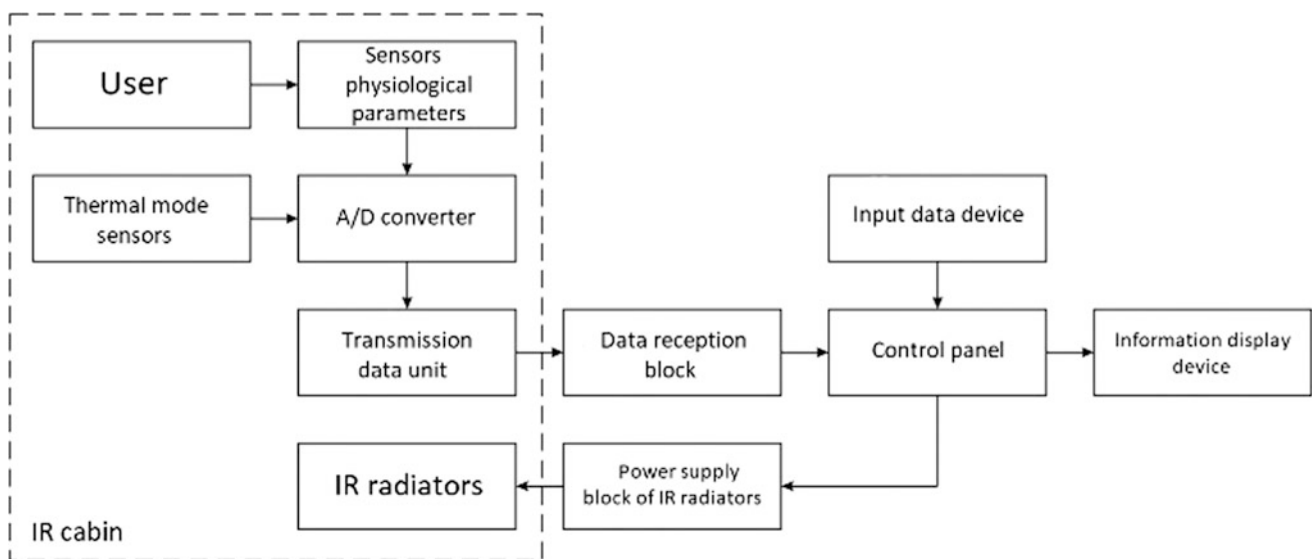 User
Sensors
physiological
parameters
Thermal mode
sensors
A/D converter
Input data device
Transmission
data unit
Data reception
block
Control panel
Information display
device
IR radiators
Power supply
block of IR radiators
IR cabin